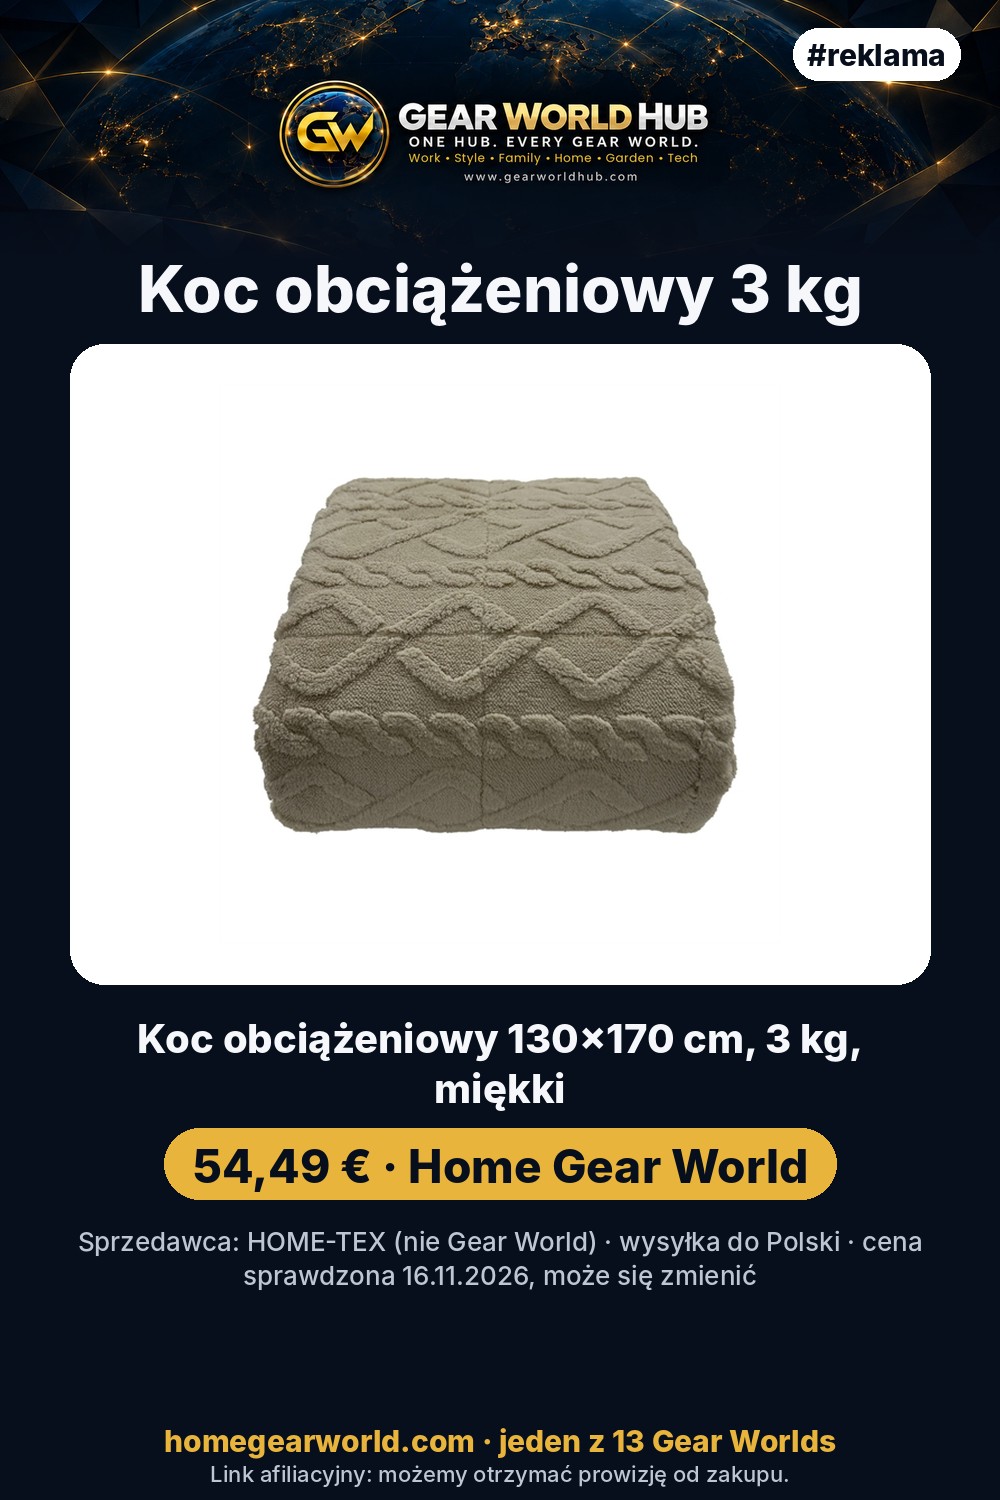 #reklama
GW
GEAR WORLD HUB
ONE HUB. EVERY GEAR WORLD.
Work • Style • Family • Home • Garden • Tech
www.gearworldhub.com
Koc obciążeniowy 3 kg
Koc obciążeniowy 130×170 cm, 3 kg,
miękki
54,49 € · Home Gear World
Sprzedawca: HOME-TEX (nie Gear World) · wysyłka do Polski · cena
sprawdzona 16.11.2026, może się zmienić
homegearworld.com · jeden z 13 Gear Worlds
Link afiliacyjny: możemy otrzymać prowizję od zakupu.